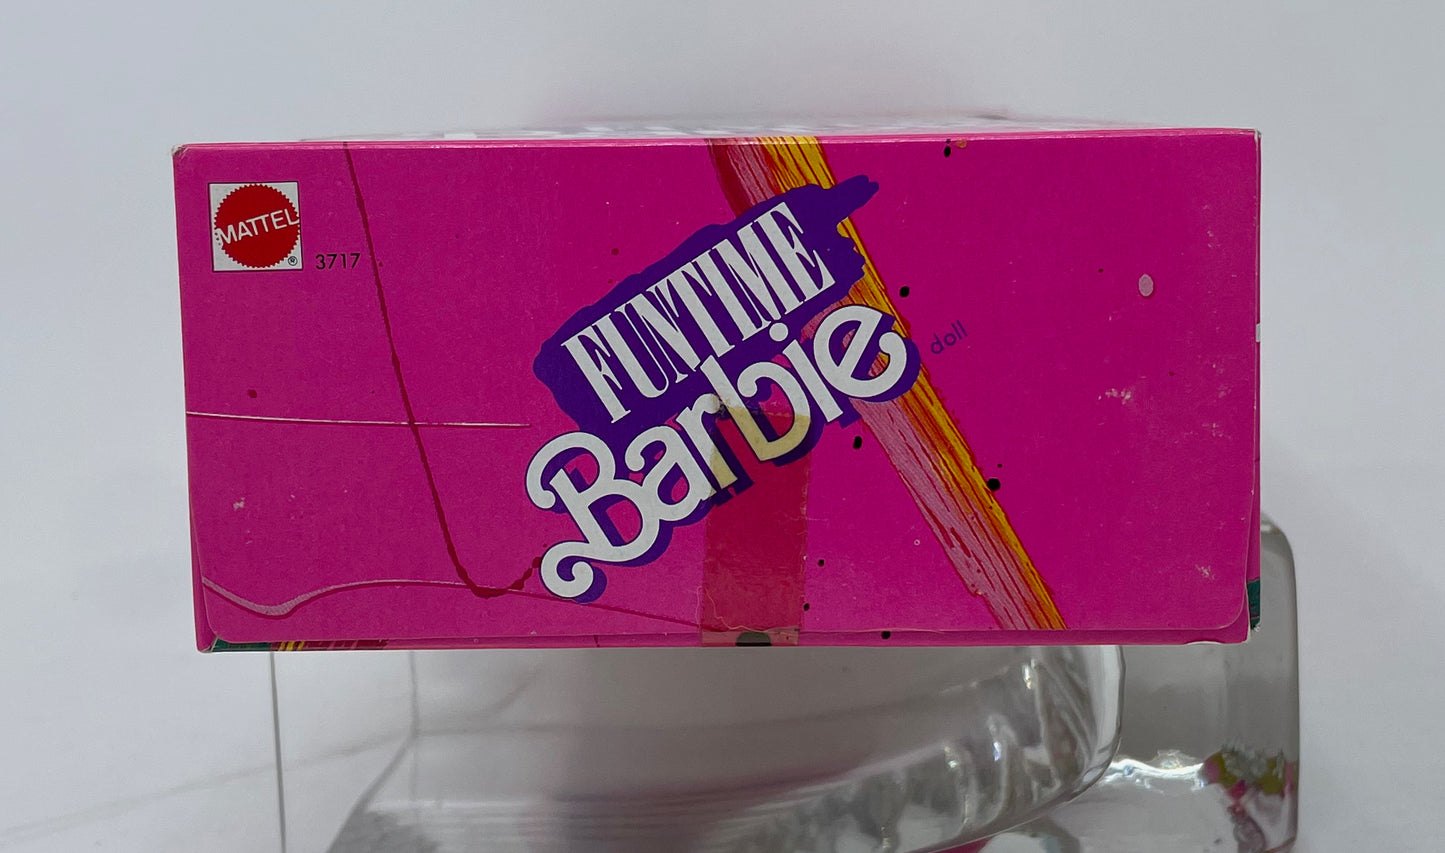 MATTEL
®
3717
FUNTIME
Barbie
doll